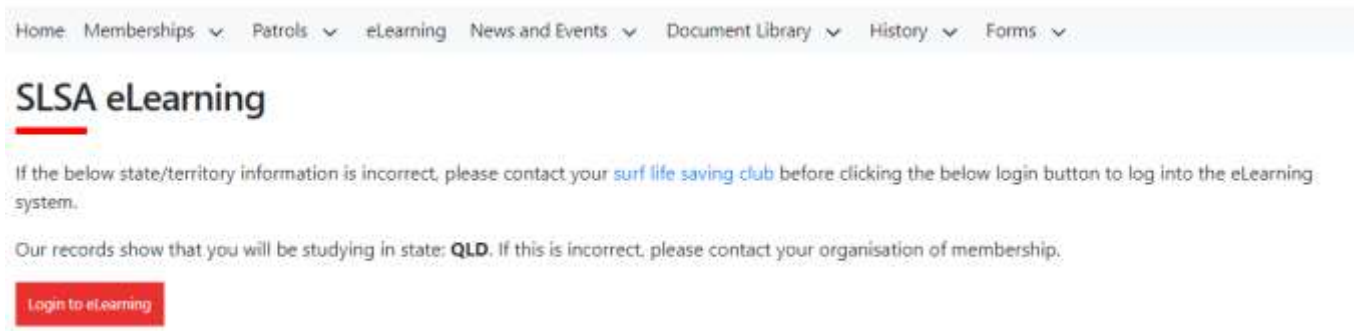 Home Memberships Patrols eLearning News and Events Document Library History Forms
SLSA eLearning
If the below state/territory information is incorrect, please contact your surf life saving club before clicking the below login button to log into the eLearning
system.
Our records show that you will be studying in state: QLD. If this is incorrect, please contact your organisation of membership.
Login to eLearning